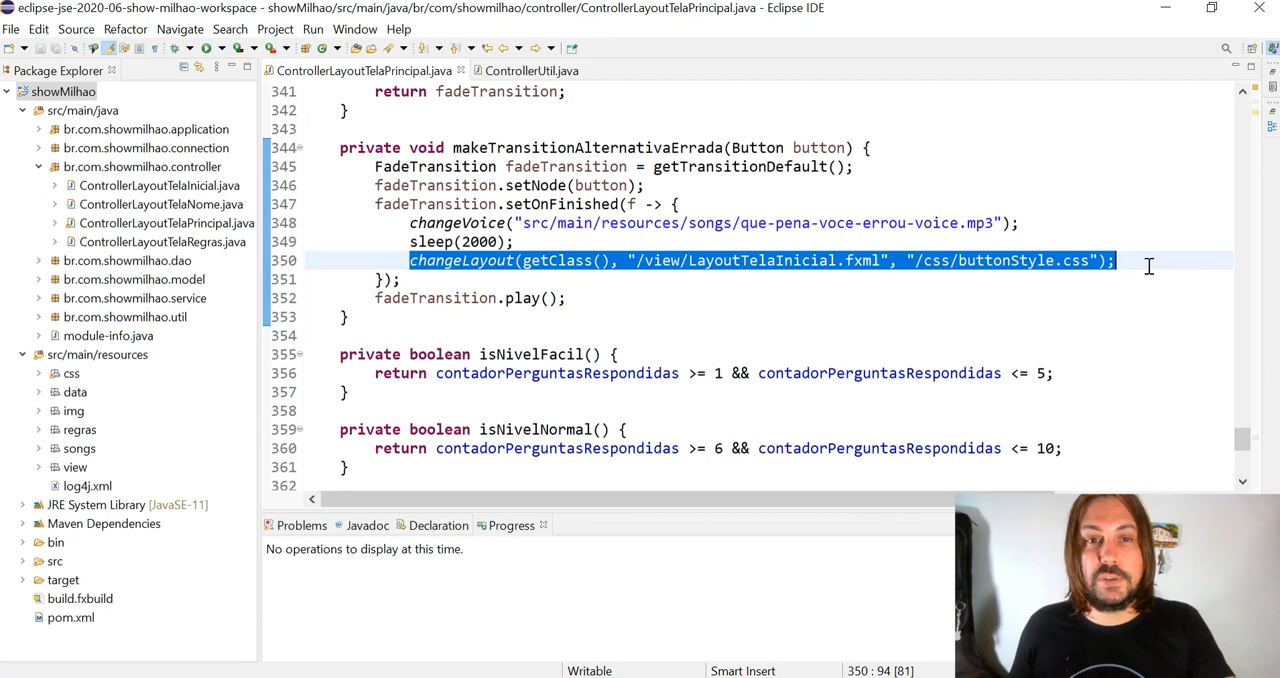 eclipse-jse-2020-06-show-milhao-workspace - showMilhao/src/main/java/br/com/showmilhao/controller/ControllerLayoutTelaPrincipal.java - Eclipse IDE
File Edit Source Refactor Navigate Search Project Run Window Help
Package Explorer
ControllerLayoutTelaPrincipal.java
ControllerUtil.java
showMilhao
src/main/java
br.com.showmilhao.application
br.com.showmilhao.connection
br.com.showmilhao.controller
ControllerLayoutTelaInicial.java
ControllerLayoutTelaNome.java
ControllerLayoutTelaPrincipal.java
ControllerLayoutTelaRegras.java
br.com.showmilhao.dao
br.com.showmilhao.model
br.com.showmilhao.service
br.com.showmilhao.util
module-info.java
src/main/resources
css
data
img
regras
songs
view
log4j.xml
JRE System Library [JavaSE-11]
Maven Dependencies
bin
src
target
build.fxbuild
pom.xml
341 return fadeTransition;
342 }
343
344 private void makeTransitionAlternativaErrada(Button button) {
345 FadeTransition fadeTransition = getTransitionDefault();
346 fadeTransition.setNode(button);
347 fadeTransition.setOnFinished(f -> {
348 changeVoice("src/main/resources/songs/que-pena-voce-errou-voice.mp3");
349 sleep(2000);
350 changeLayout(getClass(), "/view/LayoutTelaInicial.fxml", "/css/buttonStyle.css");
351 });
352 fadeTransition.play();
353 }
354
355 private boolean isNivelFacil() {
356 return contadorPerguntasRespondidas >= 1 && contadorPerguntasRespondidas <= 5;
357 }
358
359 private boolean isNivelNormal() {
360 return contadorPerguntasRespondidas >= 6 && contadorPerguntasRespondidas <= 10;
361 }
362
Problems Javadoc Declaration Progress
No operations to display at this time.
Writable Smart Insert 350 : 94 [81]